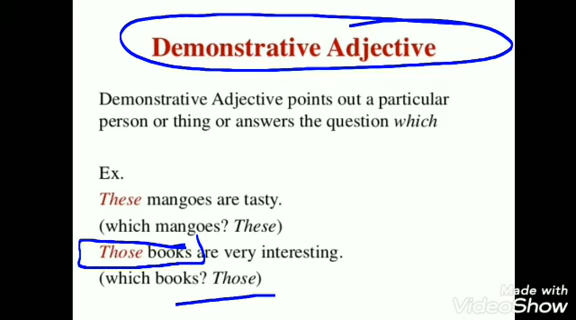 Demonstrative Adjective
Demonstrative Adjective points out a particular
person or thing or answers the question which
Ex.
These mangoes are tasty.
(which mangoes? These)
Those books are very interesting.
(which books? Those)
Made with
VideoShow